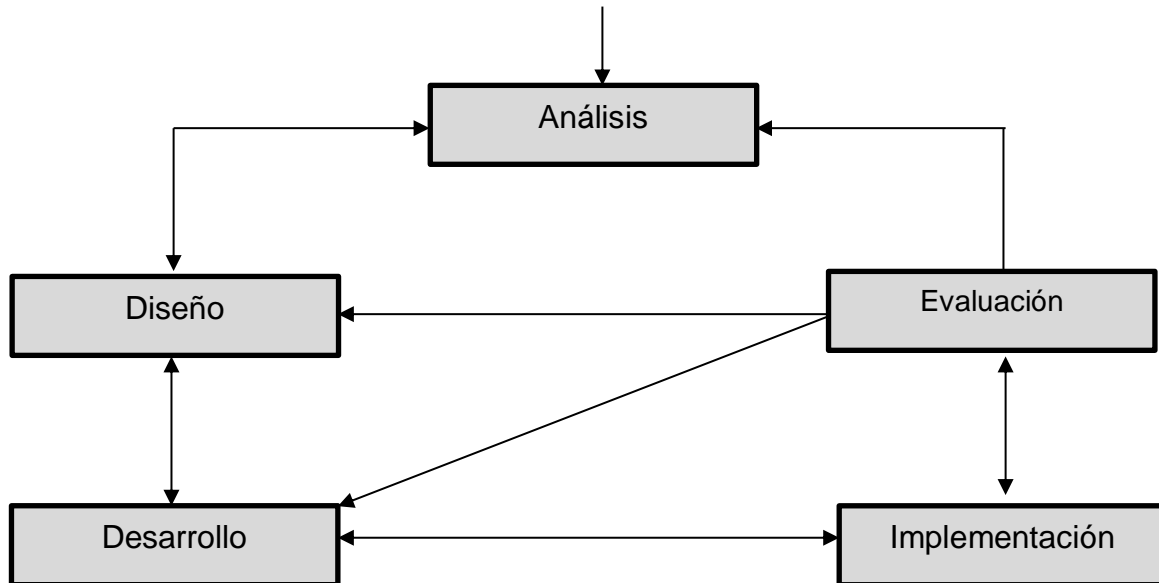 Análisis
Diseño
Evaluación
Desarrollo
Implementación